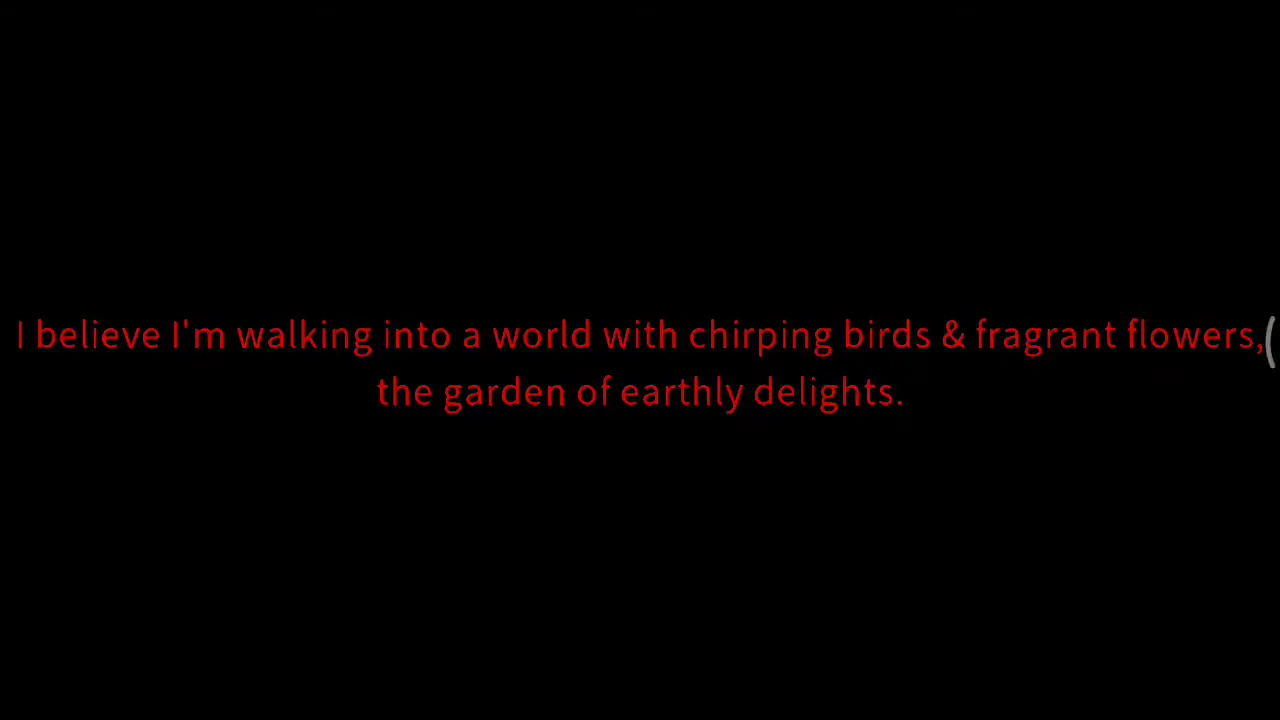 I believe I'm walking into a world with chirping birds & fragrant flowers, (
the garden of earthly delights.